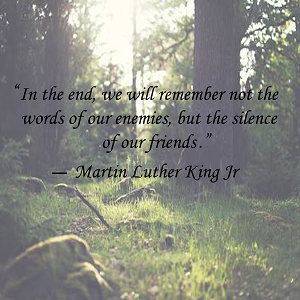 “In the end, we will remember not the
words of our enemies, but the silence
of our friends.”
— Martin Luther King Jr